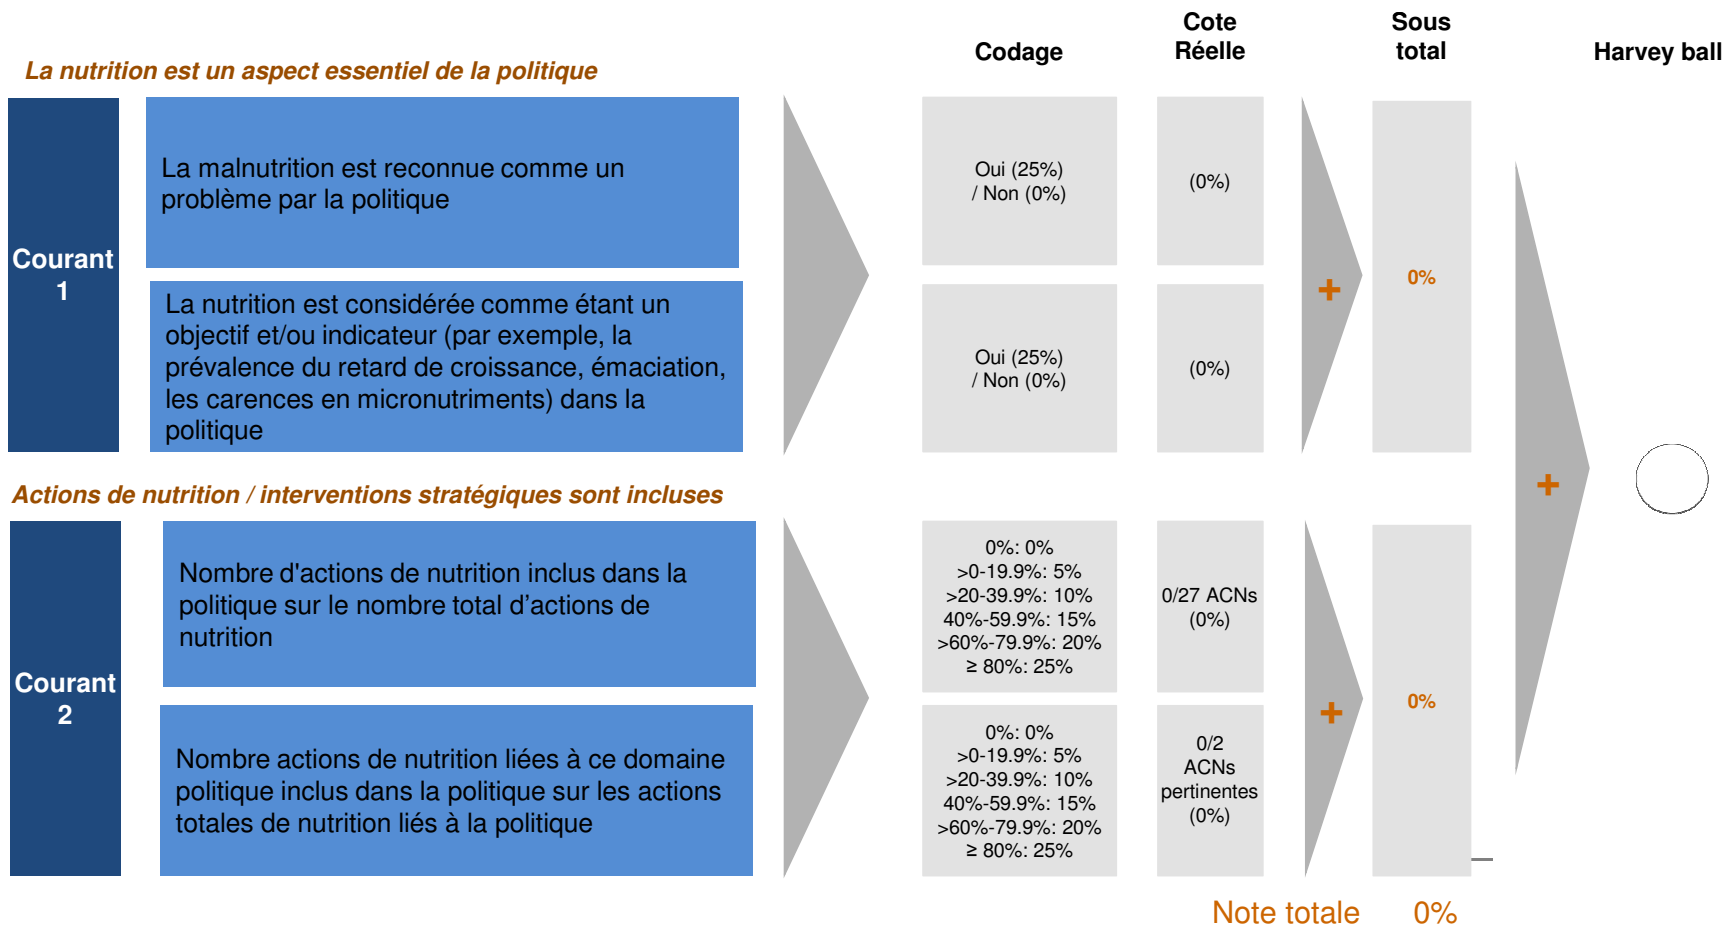 Codage
Cote
Réelle
Sous
total
Harvey ball
La nutrition est un aspect essentiel de la politique
Courant
1
La malnutrition est reconnue comme un
problème par la politique
Oui (25%)
/ Non (0%)
(0%)
La nutrition est considérée comme étant un
objectif et/ou indicateur (par exemple, la
prévalence du retard de croissance, émaciation,
les carences en micronutriments) dans la
politique
Oui (25%)
/ Non (0%)
(0%)
+
0%
+
Actions de nutrition / interventions stratégiques sont incluses
Courant
2
Nombre d'actions de nutrition inclus dans la
politique sur le nombre total d’actions de
nutrition
0%: 0%
>0-19.9%: 5%
>20-39.9%: 10%
40%-59.9%: 15%
>60%-79.9%: 20%
≥ 80%: 25%
0/27 ACNs
(0%)
Nombre actions de nutrition liées à ce domaine
politique inclus dans la politique sur les actions
totales de nutrition liés à la politique
0%: 0%
>0-19.9%: 5%
>20-39.9%: 10%
40%-59.9%: 15%
>60%-79.9%: 20%
≥ 80%: 25%
0/2
ACNs
pertinentes
(0%)
+
0%
Note totale 0%